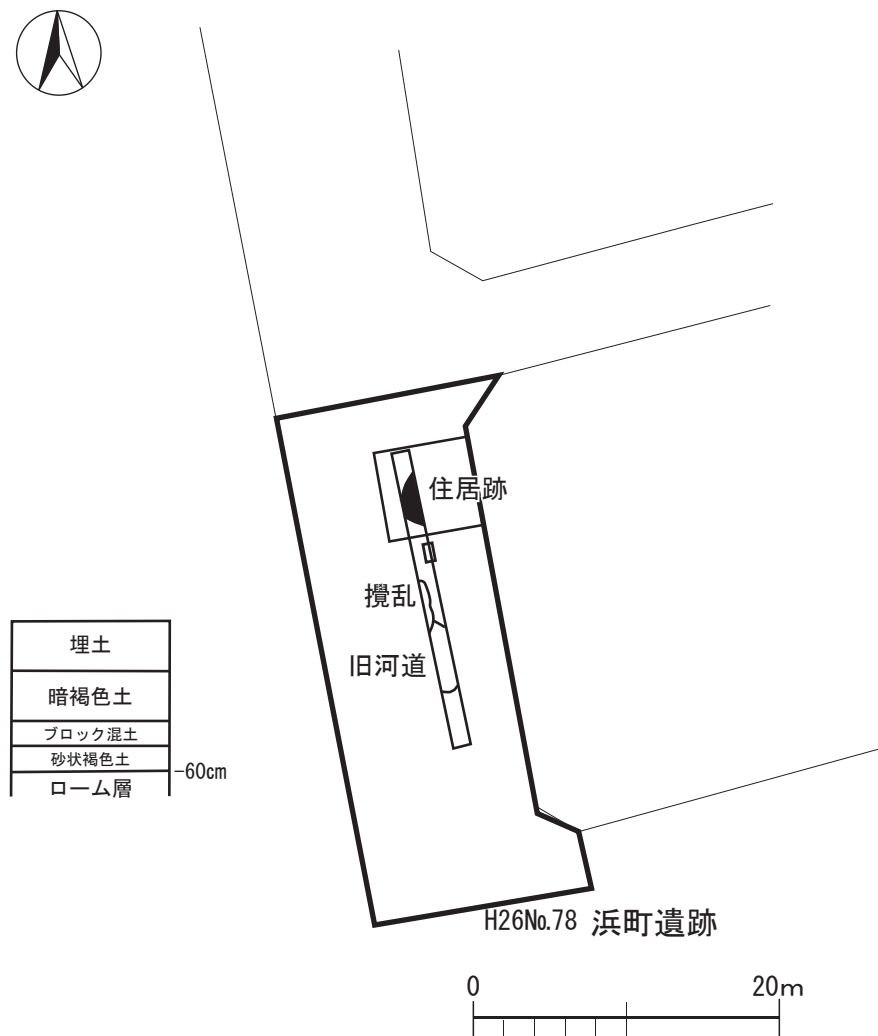 住居跡
攪乱
旧河道
埋土
暗褐色土
ブロック混土
砂状褐色土
-60cm
ローム層
H26No.78 浜町遺跡
0 20m